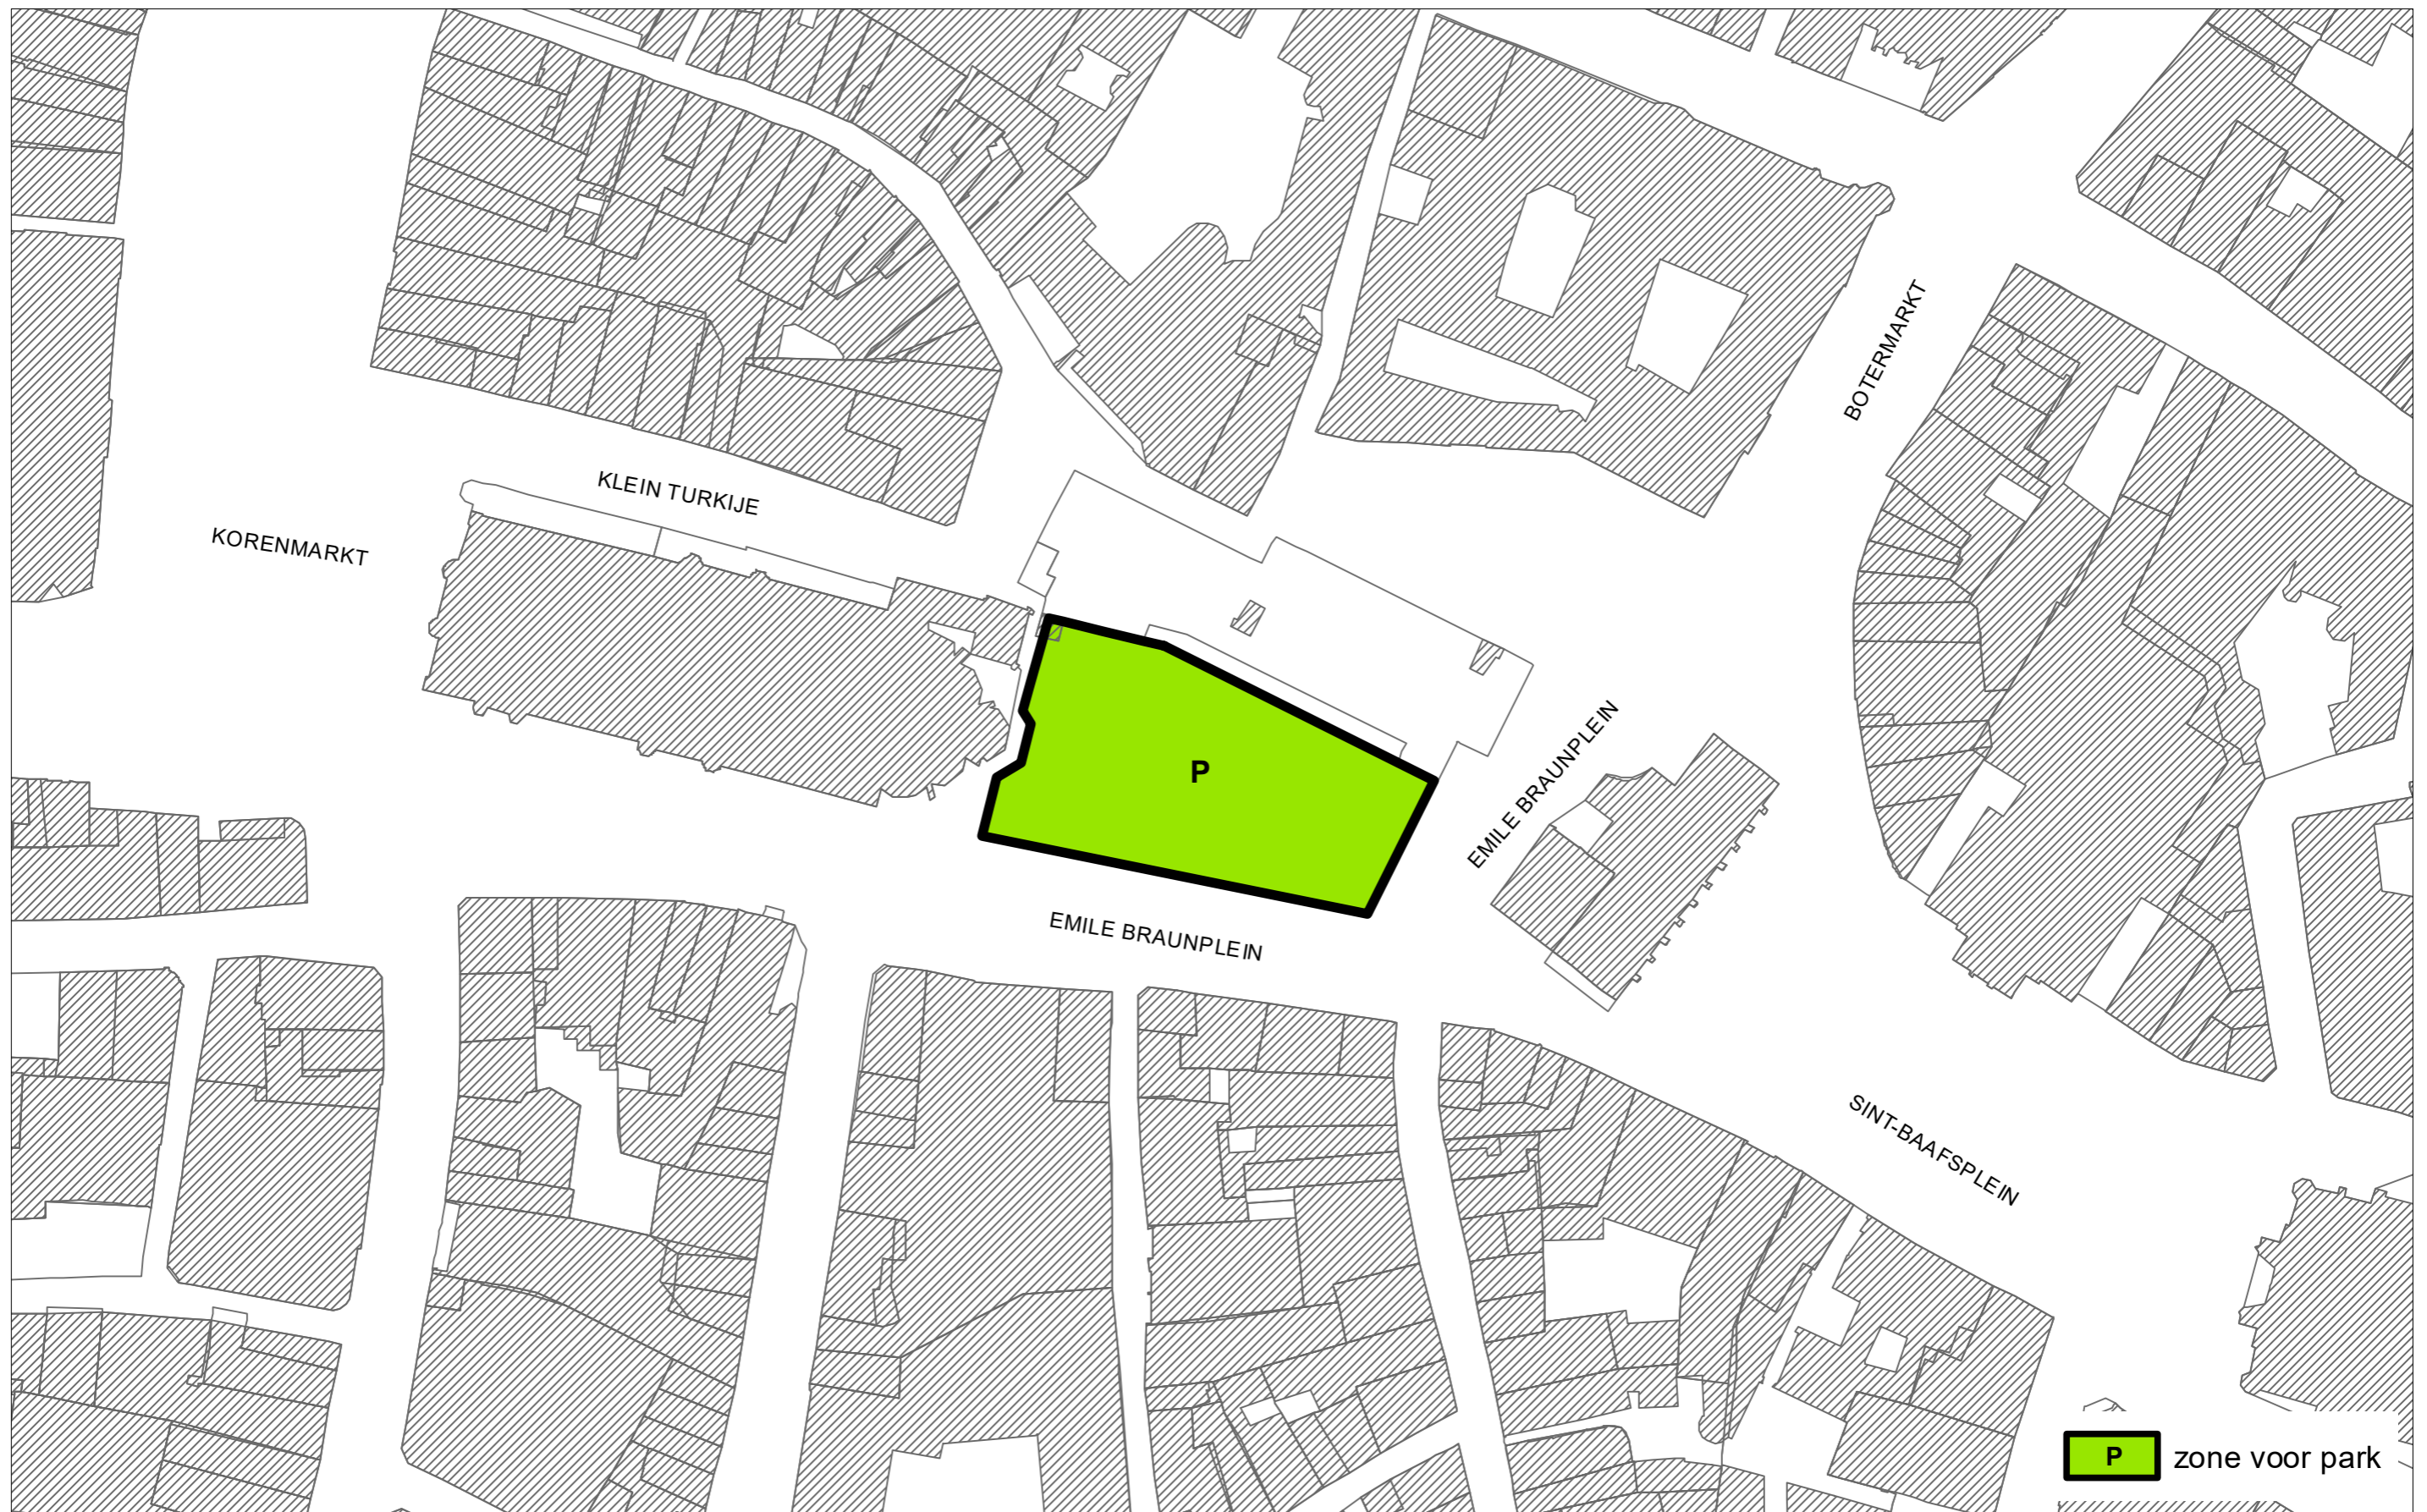 BOTERMARKT
KLEIN TURKIJE
KORENMARKT
P
EMILE BRAUNPLEIN
EMILE BRAUNPLEIN
SINT-BAAFSPLEIN
P zone voor park